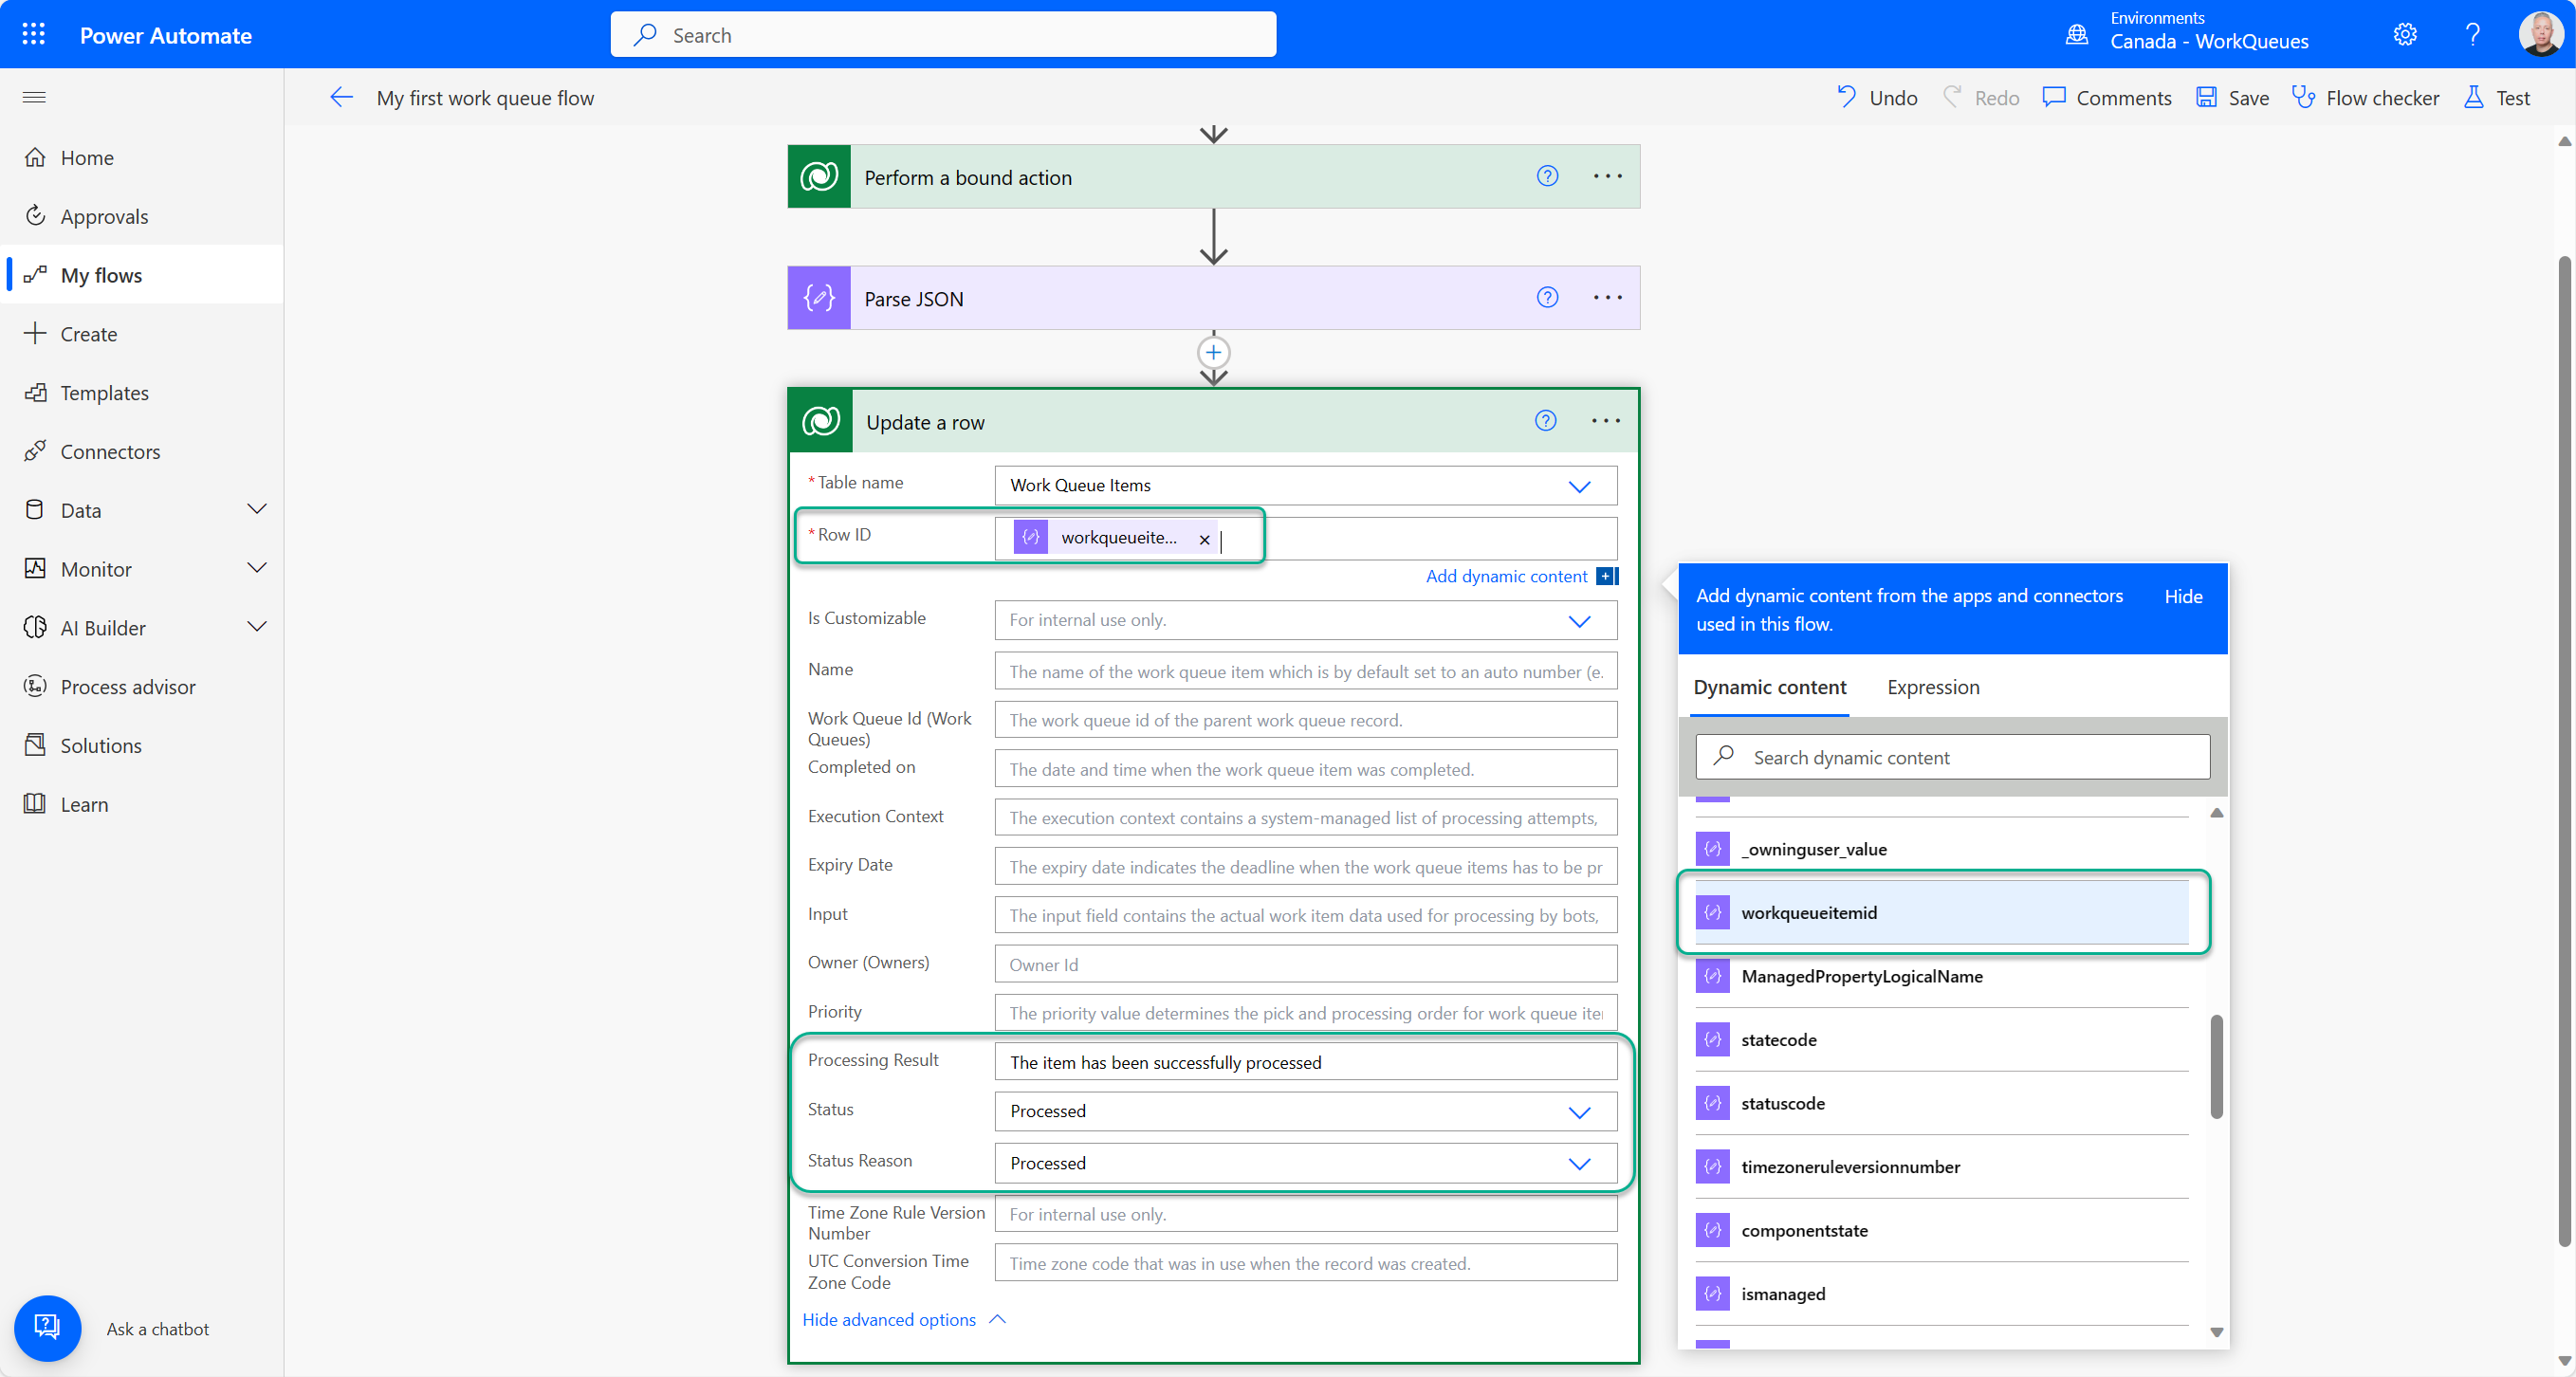 Power Automate
Search
Environments
Canada - WorkQueues
My first work queue flow
Undo
Redo
Comments
Save
Flow checker
Test
Home
Approvals
My flows
Create
Templates
Connectors
Data
Monitor
AI Builder
Process advisor
Solutions
Learn
Ask a chatbot
Perform a bound action
Parse JSON
Update a row
* Table name
Work Queue Items
* Row ID
workqueueite...
Add dynamic content
Is Customizable
For internal use only.
Name
The name of the work queue item which is by default set to an auto number (e.
Work Queue Id (Work
Queues)
The work queue id of the parent work queue record.
Completed on
The date and time when the work queue item was completed.
Execution Context
The execution context contains a system-managed list of processing attempts,
Expiry Date
The expiry date indicates the deadline when the work queue items has to be pr
Input
The input field contains the actual work item data used for processing by bots,
Owner (Owners)
Owner Id
Priority
The priority value determines the pick and processing order for work queue iter
Processing Result
The item has been successfully processed
Status
Processed
Status Reason
Processed
Time Zone Rule Version
Number
For internal use only.
UTC Conversion Time
Zone Code
Time zone code that was in use when the record was created.
Hide advanced options
Add dynamic content from the apps and connectors
used in this flow.
Hide
Dynamic content
Expression
Search dynamic content
_owninguser_value
workqueueitemid
ManagedPropertyLogicalName
statecode
statuscode
timezoneruleversionnumber
componentstate
ismanaged